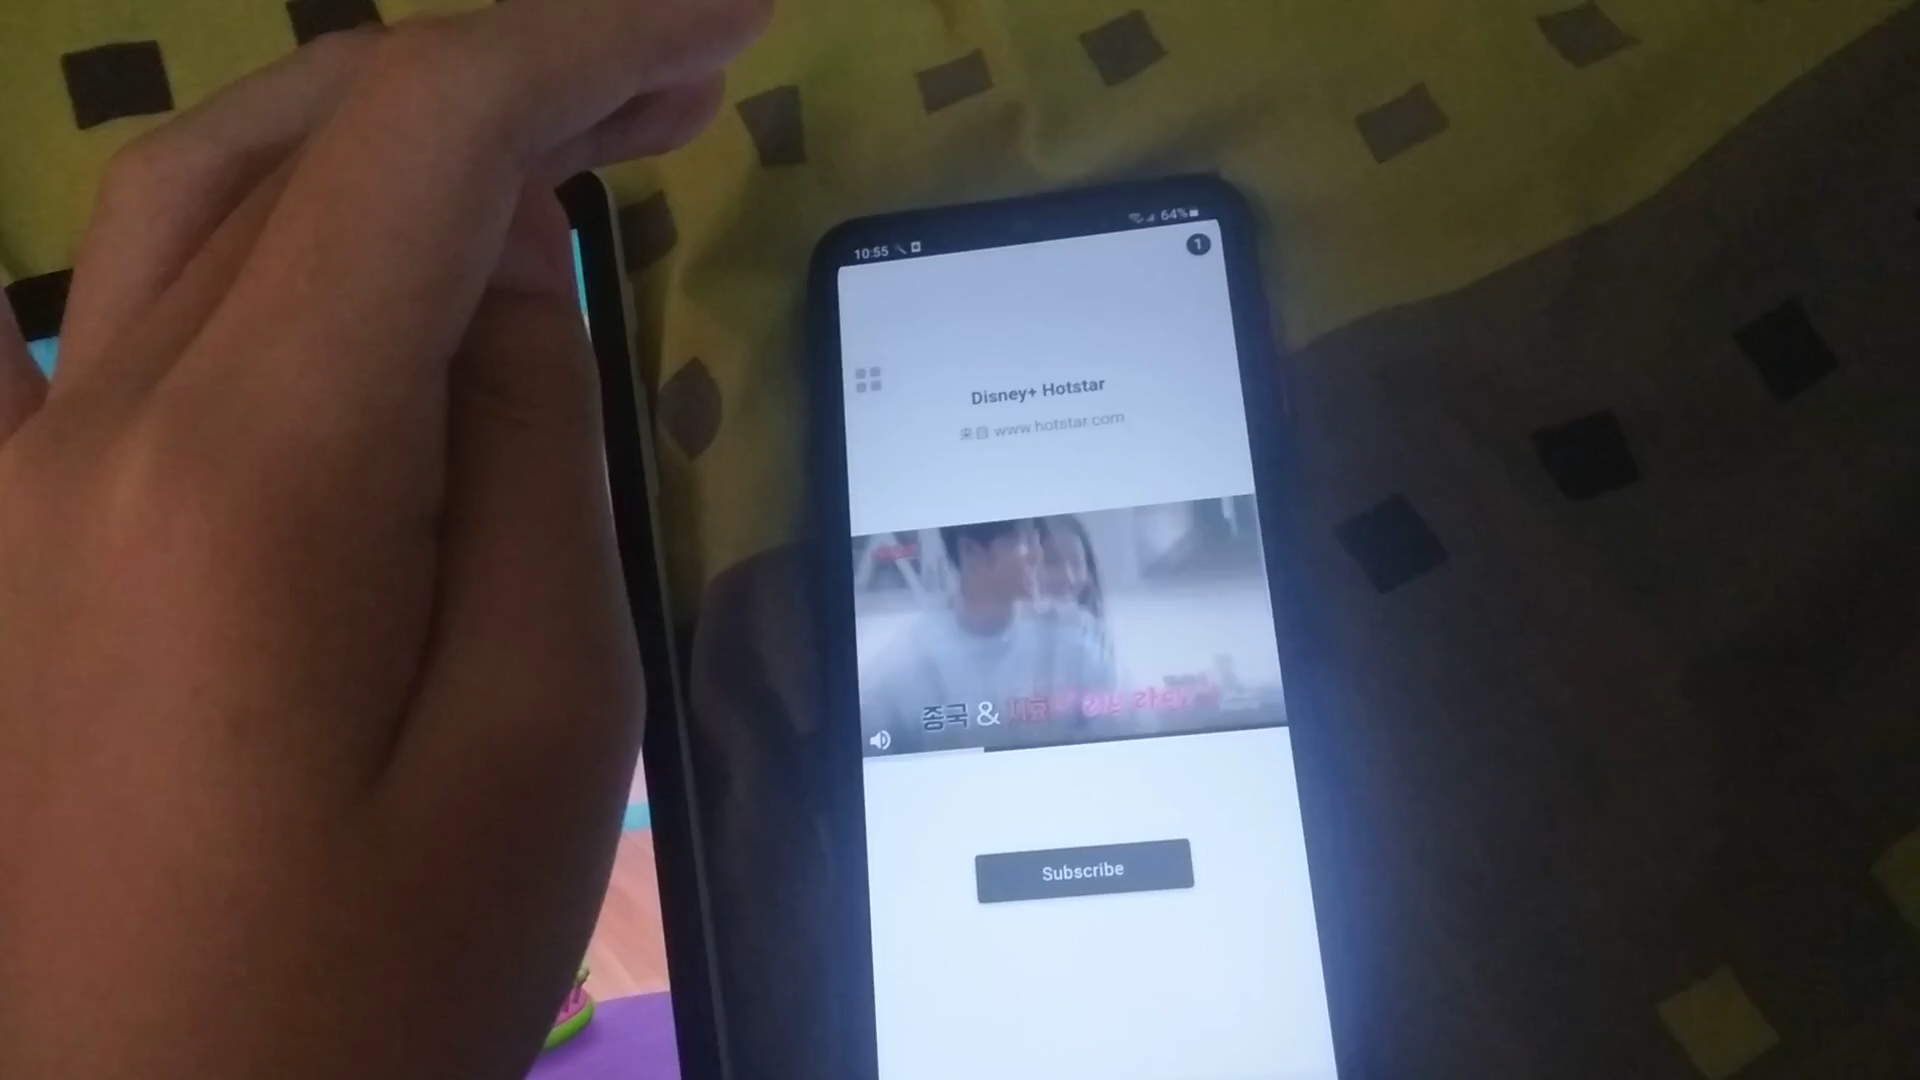 10:55
64%
1
Disney+ Hotstar
来自 www.hotstar.com
종국 &
Subscribe